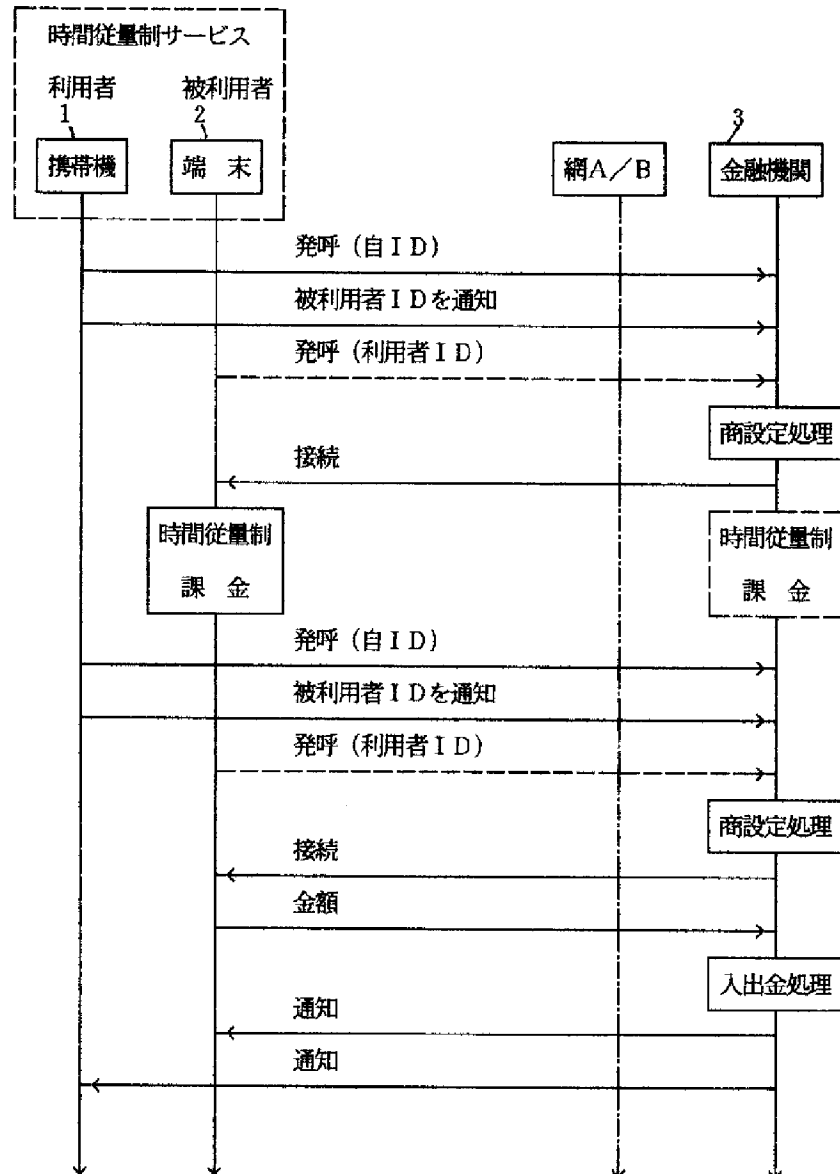 時間従量制サービス
利用者 被利用者
1 2 3
携帯機 端 末 網A/B 金融機関
発呼(自ID)
被利用者IDを通知
発呼(利用者ID)
商設定処理
接続
時間従量制 時間従量制
課 金 課 金
発呼(自ID)
被利用者IDを通知
発呼(利用者ID)
商設定処理
接続
金額
入出金処理
通知
通知